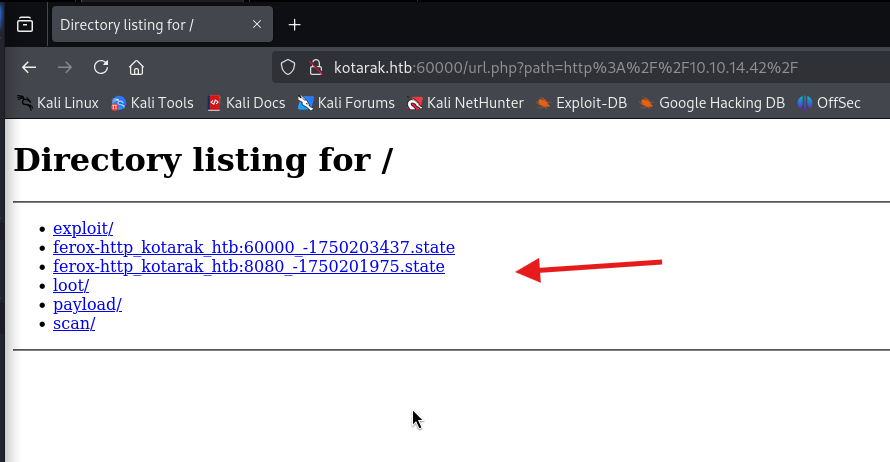 Directory listing for /
kotarak.htb:60000/url.php?path=http%3A%2F%2F10.10.14.42%2F
Kali Linux Kali Tools Kali Docs Kali Forums Kali NetHunter Exploit-DB Google Hacking DB OffSec
Directory listing for /
exploit/
ferox-http_kotarak_htb:60000_-1750203437.state
ferox-http_kotarak_htb:8080_-1750201975.state
loot/
payload/
scan/